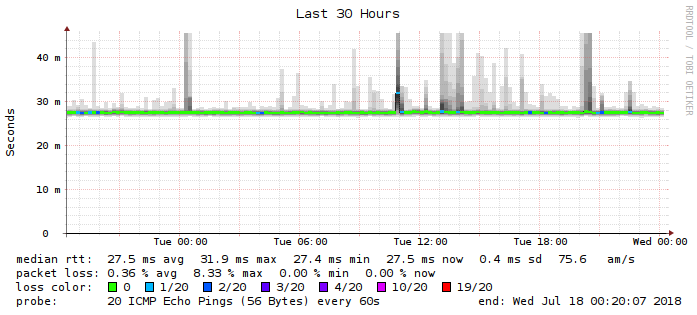 Last 30 Hours
RRDTOOL / TOBI OETIKER
Seconds
40 m
30 m
20 m
10 m
0
Tue 00:00 Tue 06:00 Tue 12:00 Tue 18:00 Wed 00:00
median rtt: 27.5 ms avg 31.9 ms max 27.4 ms min 27.5 ms now 0.4 ms sd 75.6 am/s
packet loss: 0.36 % avg 8.33 % max 0.00 % min 0.00 % now
loss color: 0 1/20 2/20 3/20 4/20 10/20 19/20
probe: 20 ICMP Echo Pings (56 Bytes) every 60s end: Wed Jul 18 00:20:07 2018